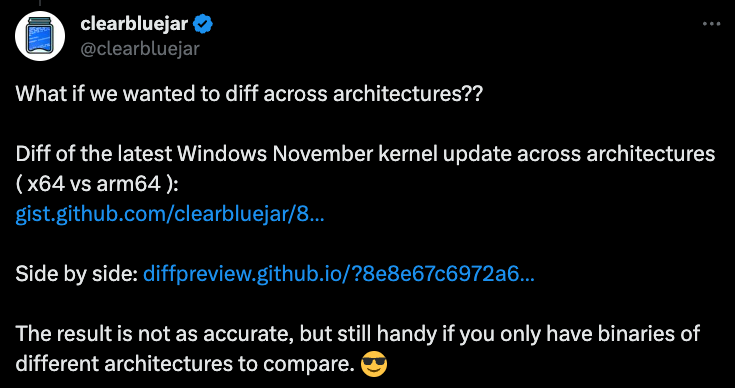 clearbluejar
@clearbluejar
What if we wanted to diff across architectures??
Diff of the latest Windows November kernel update across architectures
( x64 vs arm64 ):
gist.github.com/clearbluejar/8...
Side by side: diffpreview.github.io/?8e8e67c6972a6...
The result is not as accurate, but still handy if you only have binaries of
different architectures to compare. 😎